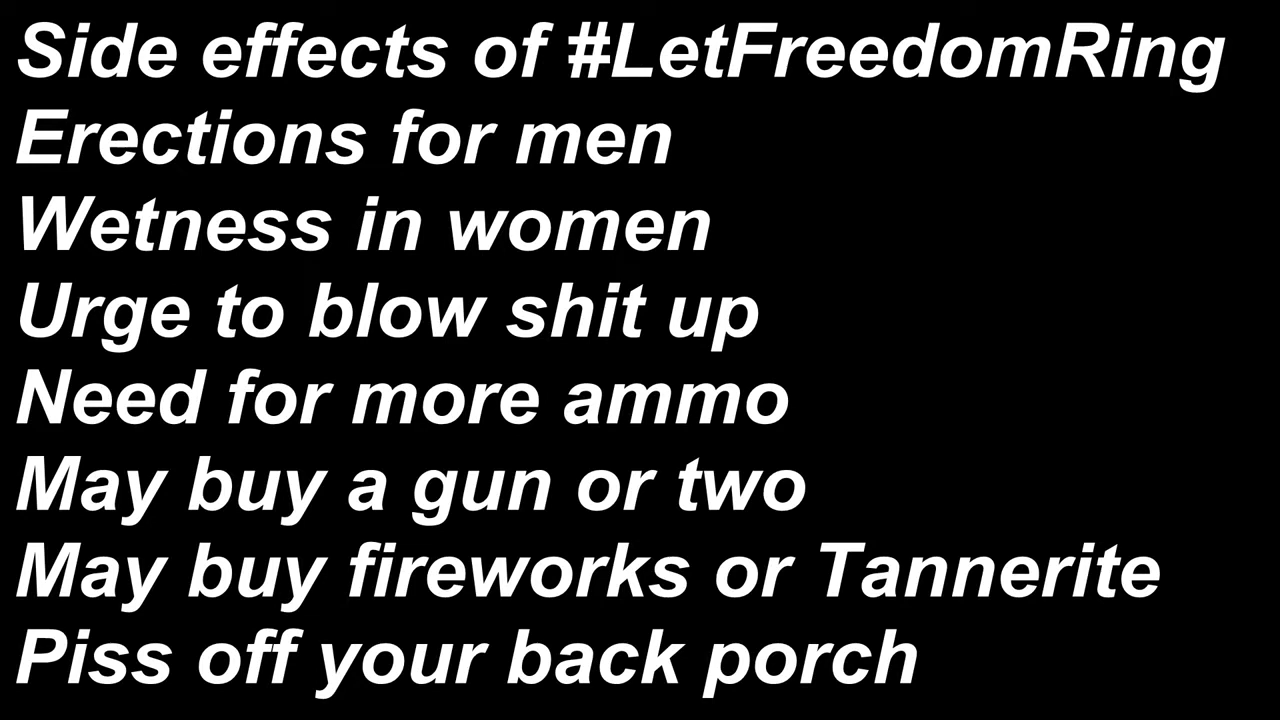 Side effects of #LetFreedomRing
Erections for men
Wetness in women
Urge to blow shit up
Need for more ammo
May buy a gun or two
May buy fireworks or Tannerite
Piss off your back porch